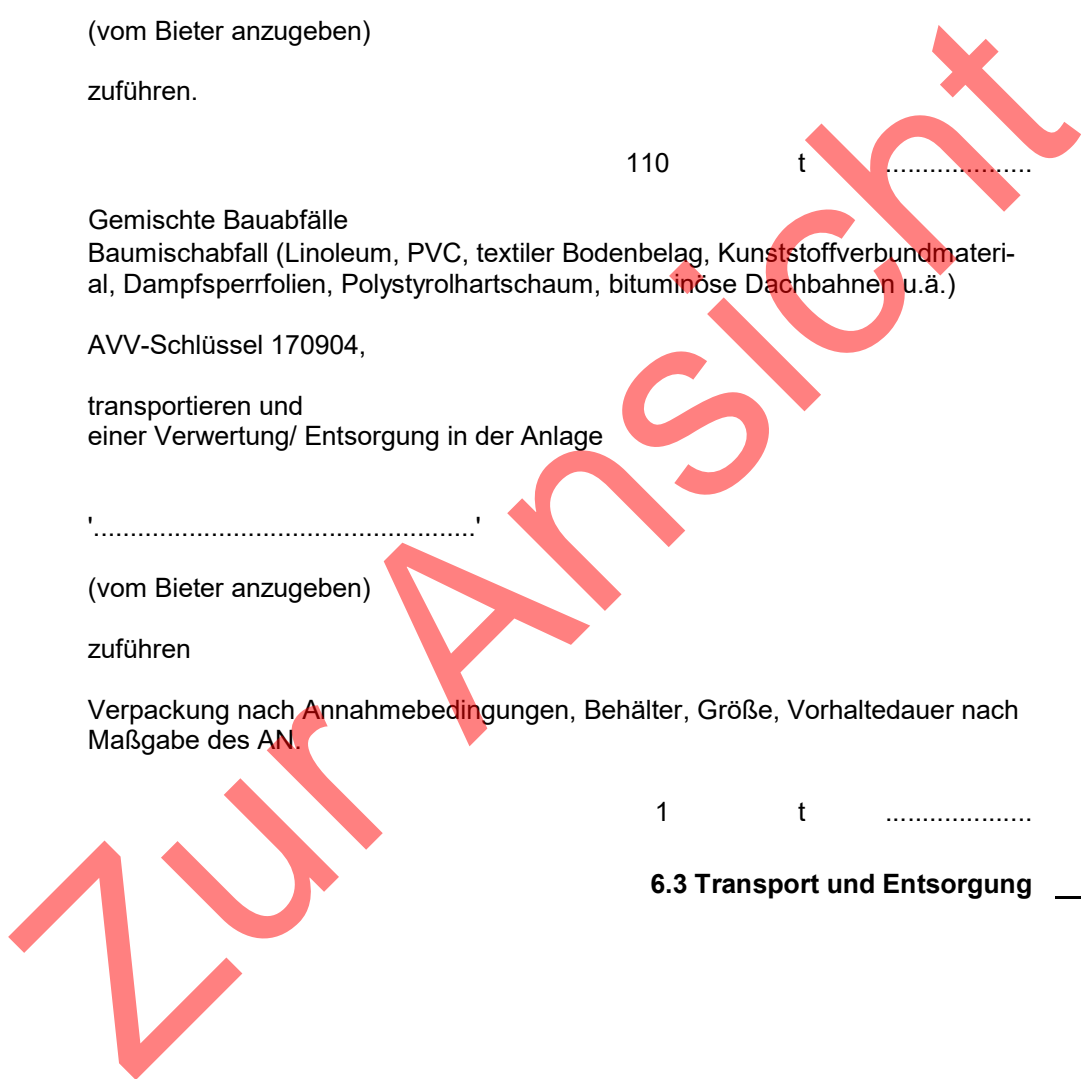 (vom Bieter anzugeben)
zuführen.
110 t ....................
Gemischte Bauabfälle
Baumischabfall (Linoleum, PVC, textiler Bodenbelag, Kunststoffverbundmateri-
al, Dampfsperrfolien, Polystyrolhartschaum, bituminöse Dachbahnen u.ä.)
AVV-Schlüssel 170904,
transportieren und
einer Verwertung/ Entsorgung in der Anlage
'...................................................'
(vom Bieter anzugeben)
zuführen
Verpackung nach Annahmebedingungen, Behälter, Größe, Vorhaltedauer nach
Maßgabe des AN.
1 t ....................
6.3 Transport und Entsorgung
Zur Ansicht